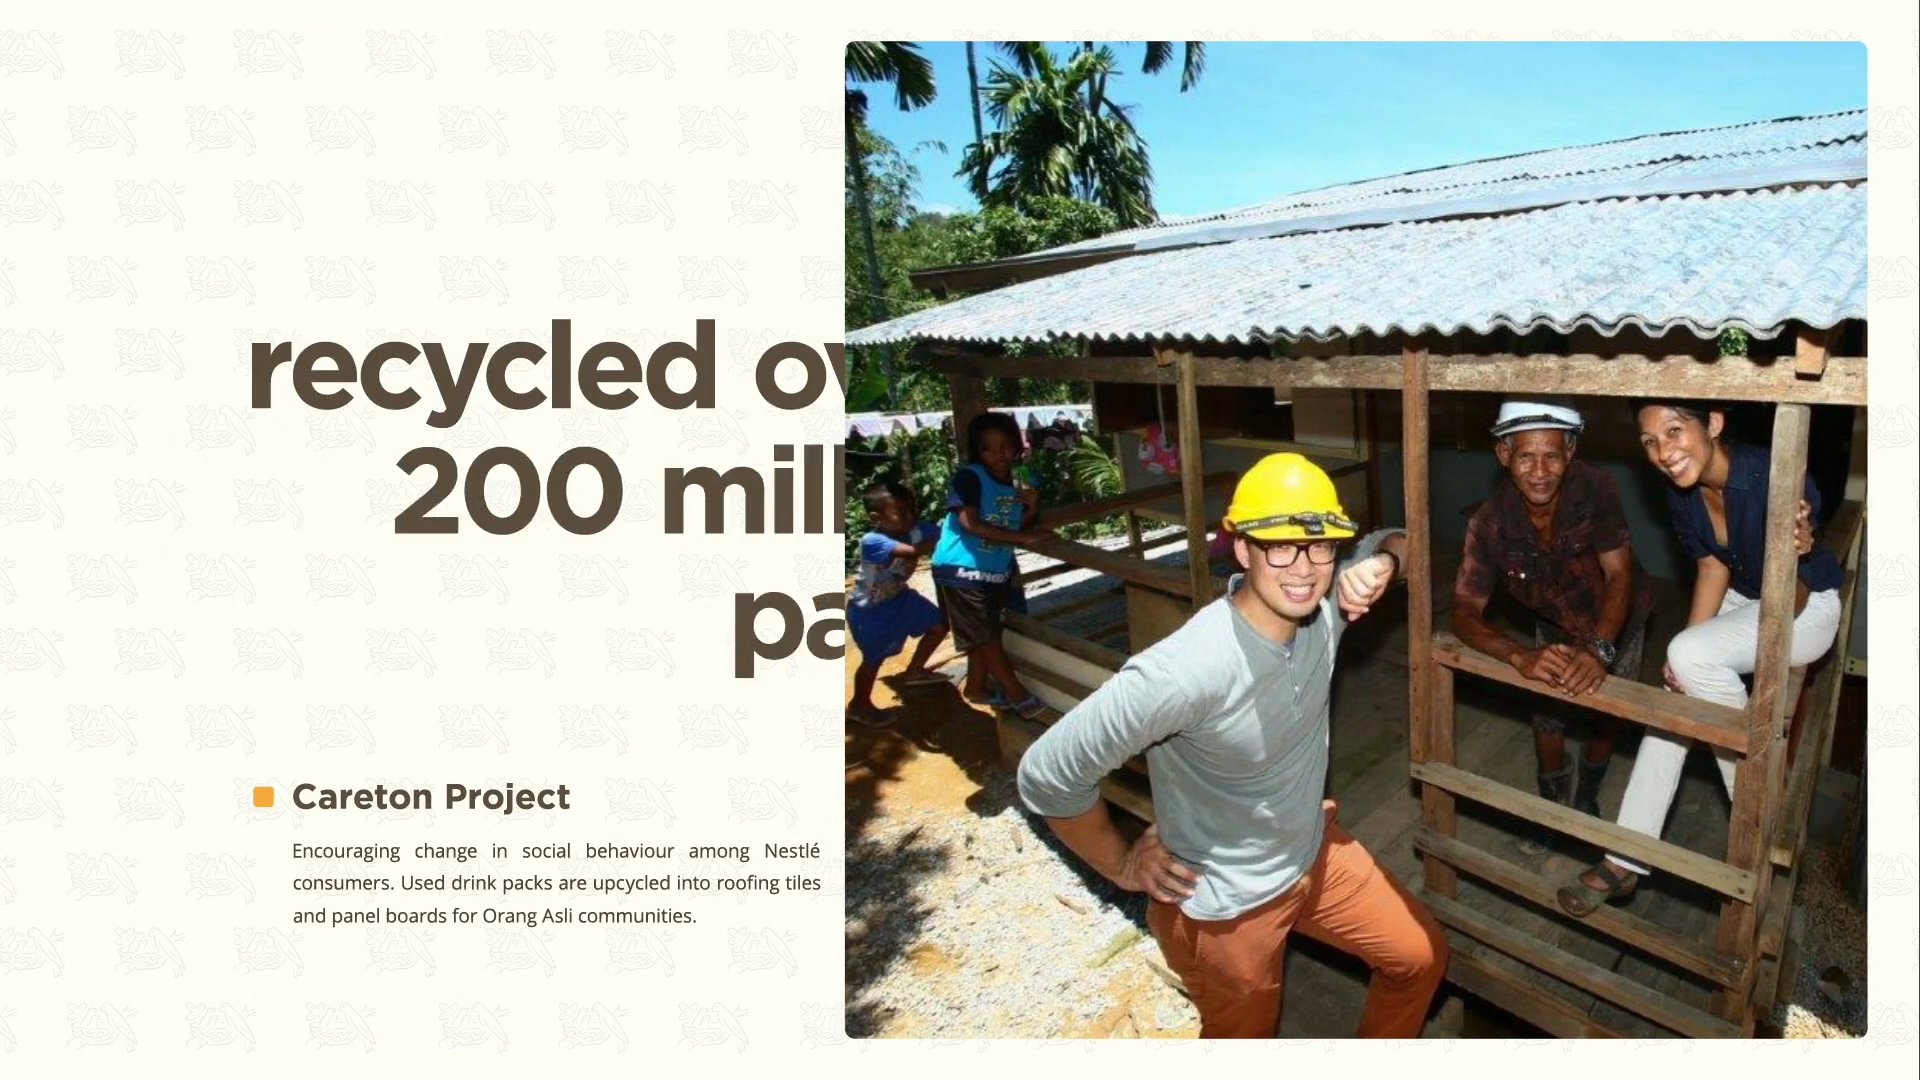 recycled ov
200 mill
pa
Careton Project
Encouraging change in social behaviour among Nestlé
consumers. Used drink packs are upcycled into roofing tiles
and panel boards for Orang Asli communities.